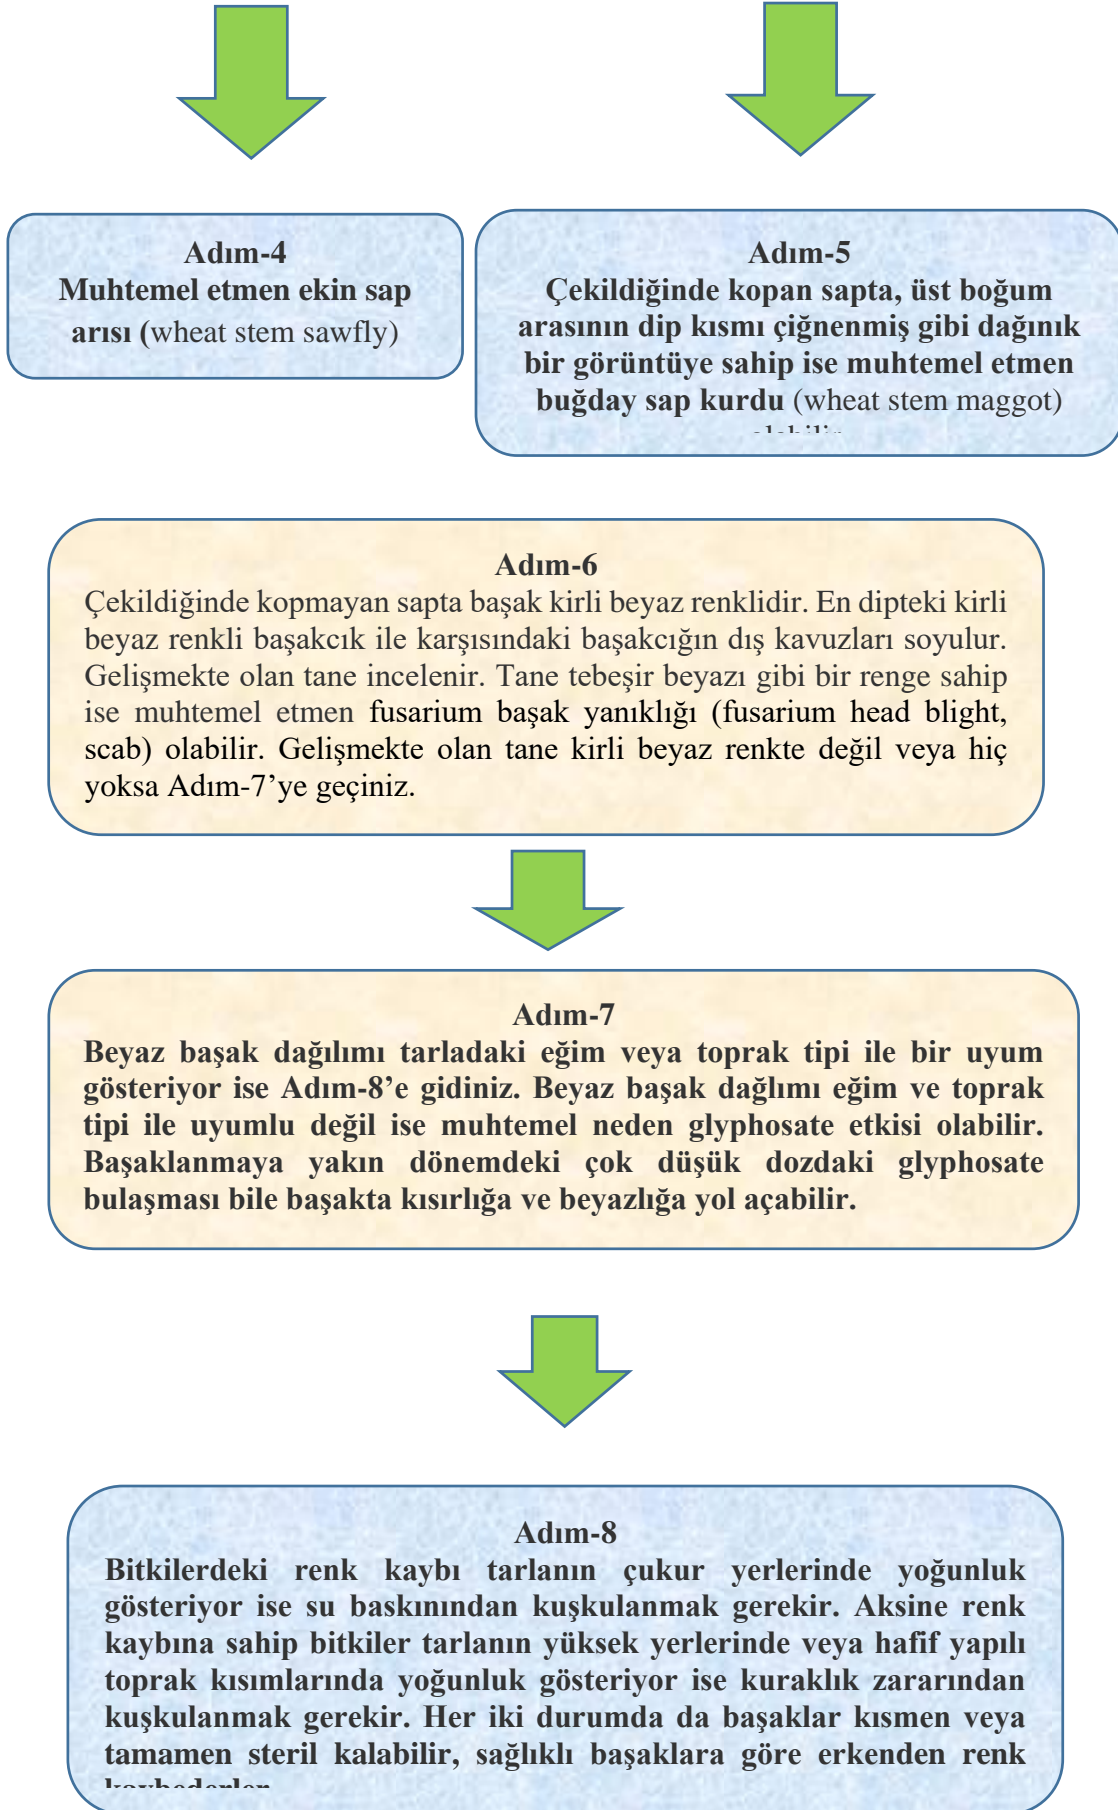 Adım-4
Muhtemel etmen ekin sap
arısı (wheat stem sawfly)
Adım-5
Çekildiğinde kopan sapta, üst boğum
arasının dip kısmı çiğnenmiş gibi dağınık
bir görüntüye sahip ise muhtemel etmen
buğday sap kurdu (wheat stem maggot)
Adım-6
Çekildiğinde kopmayan sapta başak kirli beyaz renklidir. En dipteki kirli
beyaz renkli başakcık ile karşısındaki başakcığın dış kavuzları soyulur.
Gelişmekte olan tane incelenir. Tane tebeşir beyazı gibi bir renge sahip
ise muhtemel etmen fusarium başak yanıklığı (fusarium head blight,
scab) olabilir. Gelişmekte olan tane kirli beyaz renkte değil veya hiç
yoksa Adım-7’ye geçiniz.
Adım-7
Beyaz başak dağılımı tarladaki eğim veya toprak tipi ile bir uyum
gösteriyor ise Adım-8’e gidiniz. Beyaz başak dağlımı eğim ve toprak
tipi ile uyumlu değil ise muhtemel neden glyphosate etkisi olabilir.
Başaklanmaya yakın dönemdeki çok düşük dozdaki glyphosate
bulaşması bile başakta kısırlığa ve beyazlığa yol açabilir.
Adım-8
Bitkilerdeki renk kaybı tarlanın çukur yerlerinde yoğunluk
gösteriyor ise su baskınından kuşkulanmak gerekir. Aksine renk
kaybına sahip bitkiler tarlanın yüksek yerlerinde veya hafif yapılı
toprak kısımlarında yoğunluk gösteriyor ise kuraklık zararından
kuşkulanmak gerekir. Her iki durumda da başaklar kısmen veya
tamamen steril kalabilir, sağlıklı başaklara göre erkenden renk